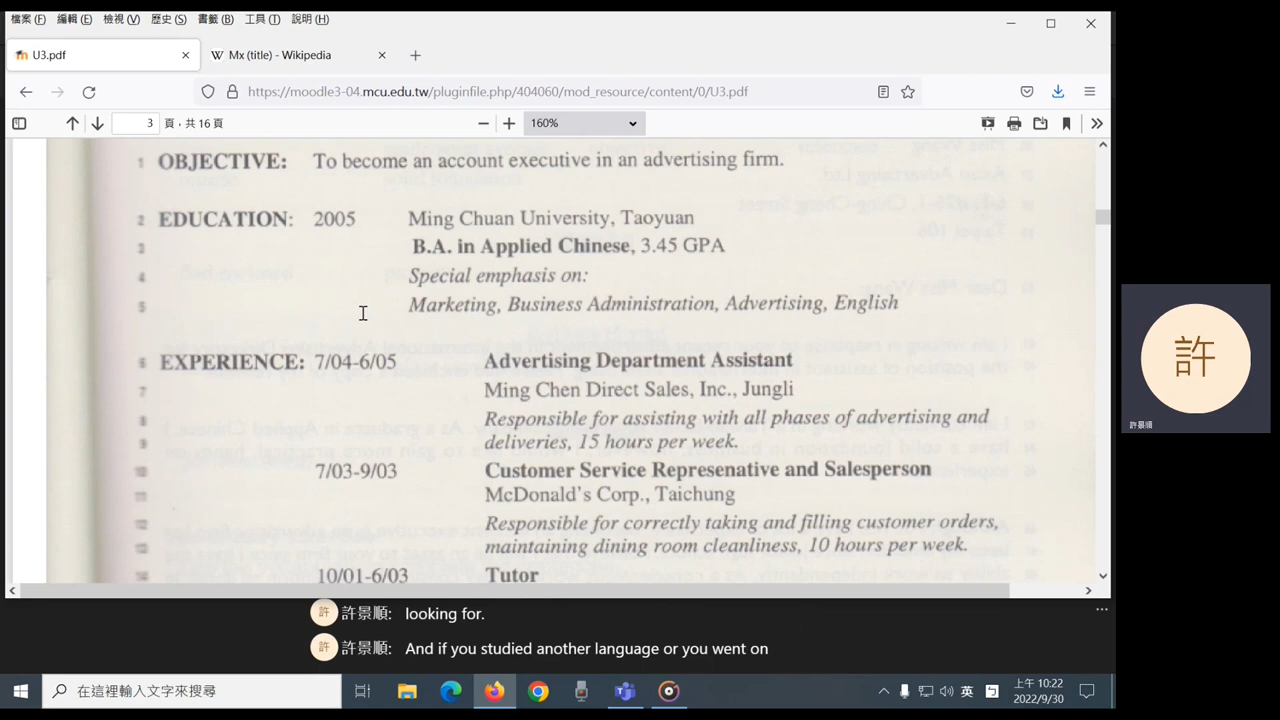 檔案 (F) 編輯 (E) 檢視 (V) 歷史 (S) 書籤 (B) 工具 (T) 說明 (H)
U3.pdf
W Mx (title) - Wikipedia
https://moodle3-04.mcu.edu.tw/pluginfile.php/404060/mod_resource/content/0/U3.pdf
3 頁，共 16 頁
160%
1 OBJECTIVE: To become an account executive in an advertising firm.
2 EDUCATION: 2005 Ming Chuan University, Taoyuan
3 B.A. in Applied Chinese, 3.45 GPA
4 Special emphasis on:
5 Marketing, Business Administration, Advertising, English
6 EXPERIENCE: 7/04-6/05 Advertising Department Assistant
7 Ming Chen Direct Sales, Inc., Jungli
8 Responsible for assisting with all phases of advertising and
9 deliveries, 15 hours per week.
10 7/03-9/03 Customer Service Represenative and Salesperson
11 McDonald's Corp., Taichung
12 Responsible for correctly taking and filling customer orders,
13 maintaining dining room cleanliness, 10 hours per week.
14 10/01-6/03 Tutor
許
許景順
許 許景順: looking for.
許 許景順: And if you studied another language or you went on
在這裡輸入文字來搜尋
英
上午 10:22
2022/9/30